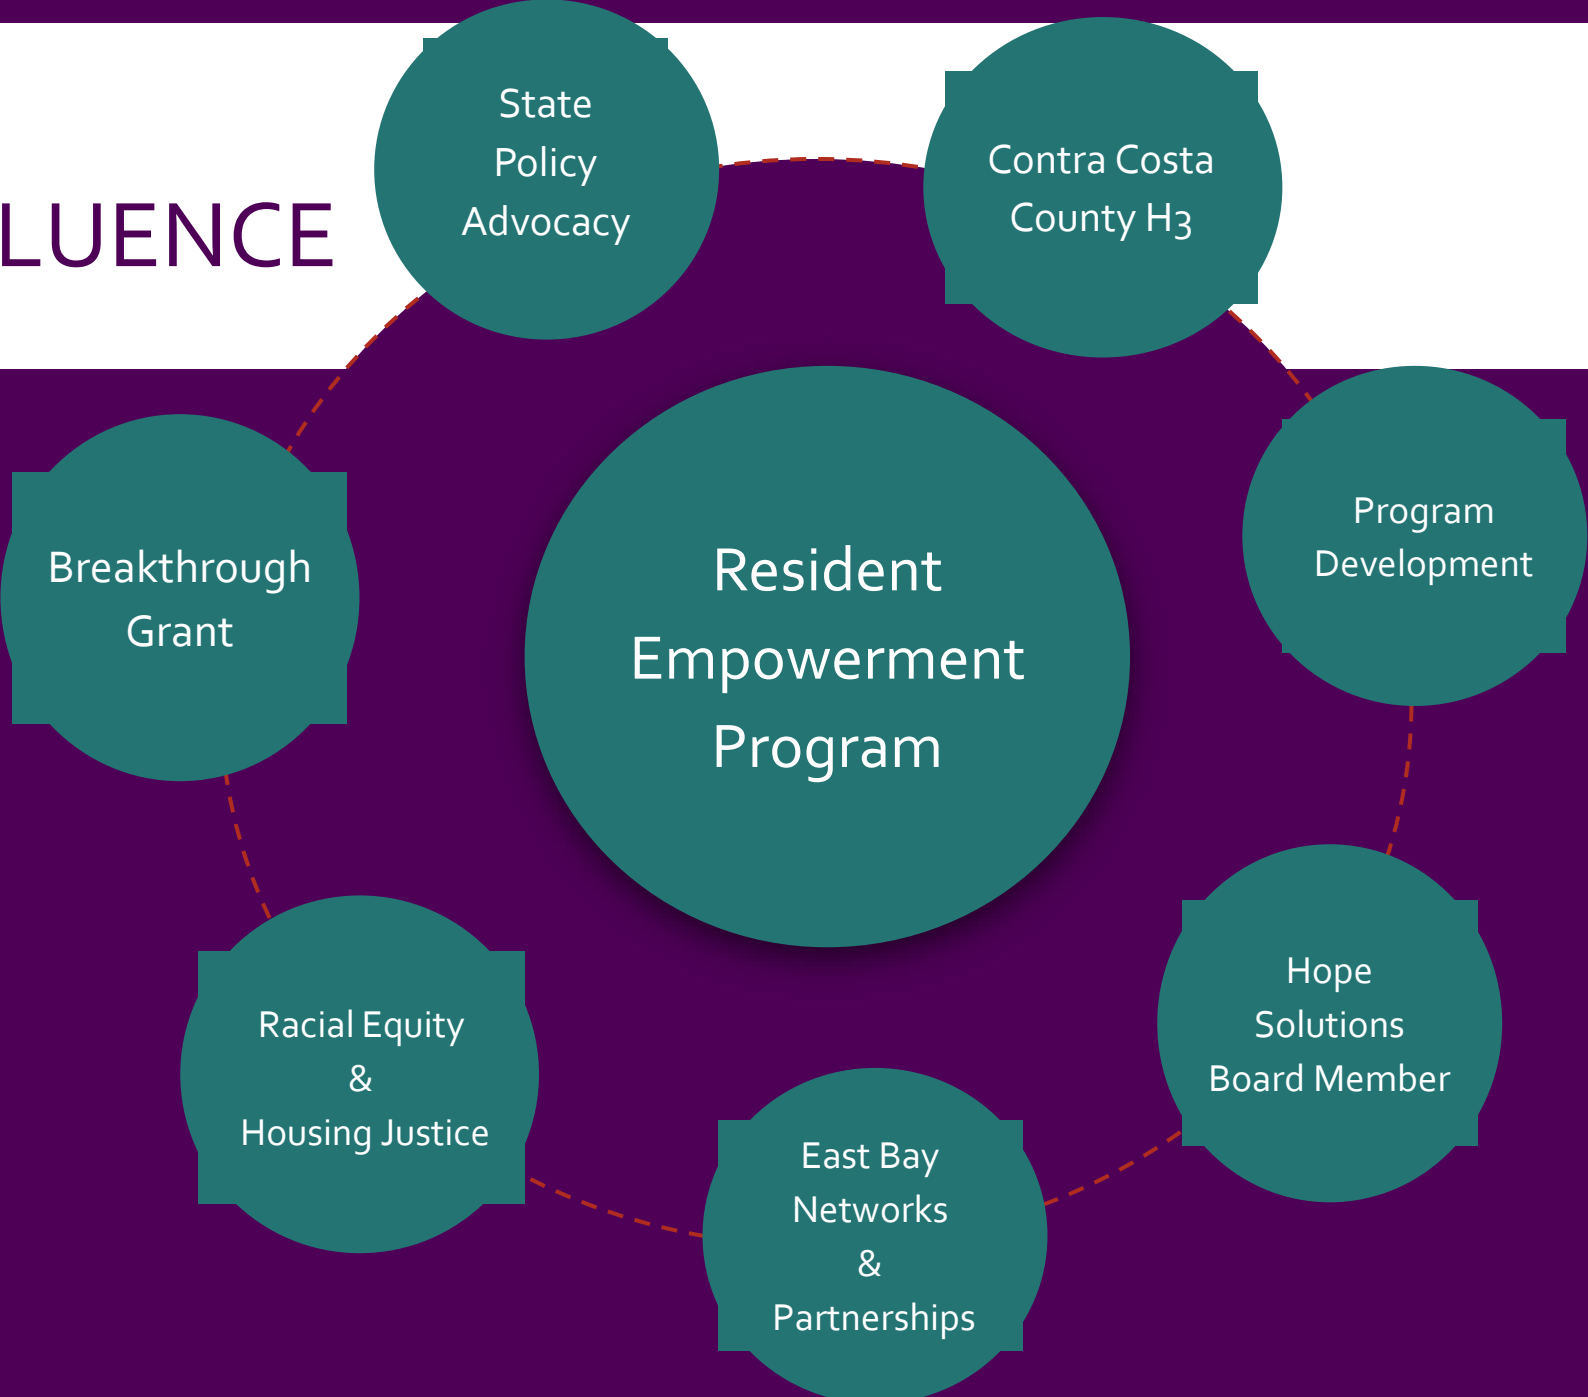 LUENCE
State
Policy
Advocacy
Contra Costa
County H3
Program
Development
Breakthrough
Grant
Resident
Empowerment
Program
Hope
Solutions
Board Member
Racial Equity
&
Housing Justice
East Bay
Networks
&
Partnerships